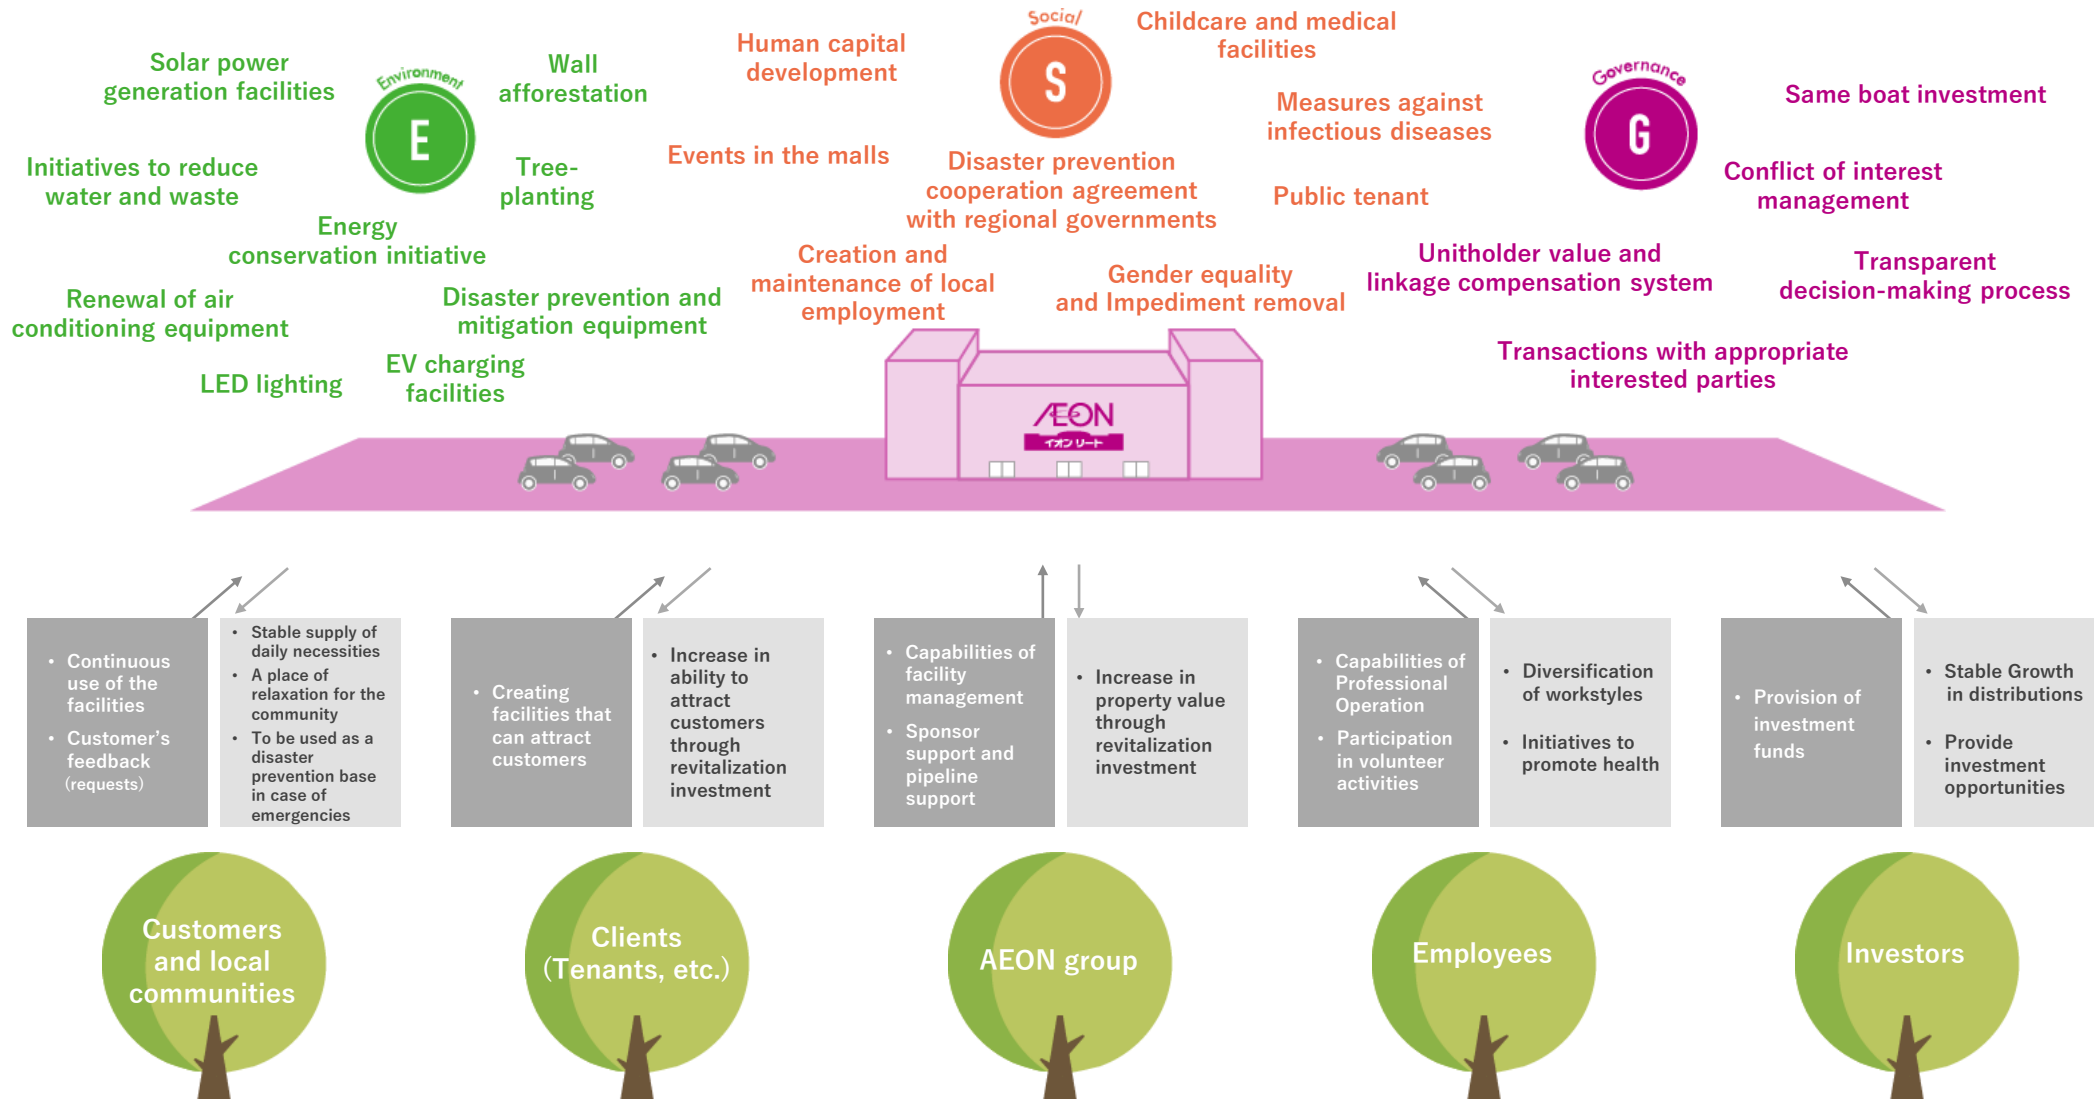 Environment
E
Solar power
generation facilities
Wall
afforestation
Initiatives to reduce
water and waste
Tree-
planting
Energy
conservation initiative
Renewal of air
conditioning equipment
Disaster prevention and
mitigation equipment
LED lighting
EV charging
facilities
Social
S
Human capital
development
Childcare and medical
facilities
Measures against
infectious diseases
Events in the malls
Disaster prevention
cooperation agreement
with regional governments
Public tenant
Creation and
maintenance of local
employment
Gender equality
and Impediment removal
Governance
G
Same boat investment
Conflict of interest
management
Unitholder value and
linkage compensation system
Transparent
decision-making process
Transactions with appropriate
interested parties
ÆON
イオン リート
• Continuous
use of the
facilities
• Customer's
feedback
(requests)
• Stable supply of
daily necessities
• A place of
relaxation for the
community
• To be used as a
disaster
prevention base
in case of
emergencies
• Creating
facilities that
can attract
customers
• Increase in
ability to
attract
customers
through
revitalization
investment
• Capabilities of
facility
management
• Sponsor
support and
pipeline
support
• Increase in
property value
through
revitalization
investment
• Capabilities of
Professional
Operation
• Participation
in volunteer
activities
• Diversification
of workstyles
• Initiatives to
promote health
• Provision of
investment
funds
• Stable Growth
in distributions
• Provide
investment
opportunities
Customers
and local
communities
Clients
(Tenants, etc.)
AEON group
Employees
Investors